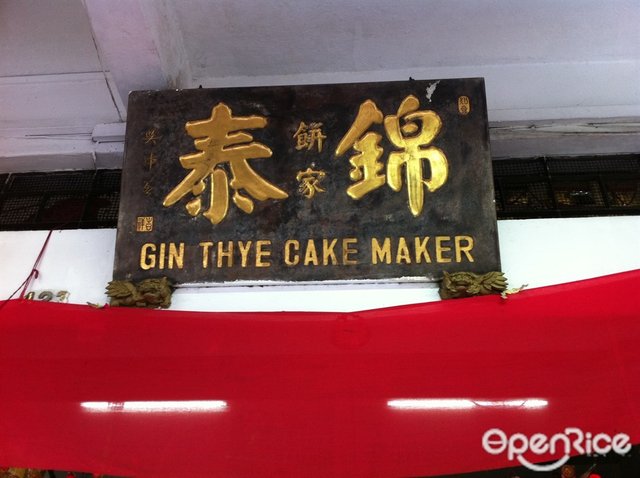 錦 餅家 泰
GIN THYE CAKE MAKER
OPENRICE